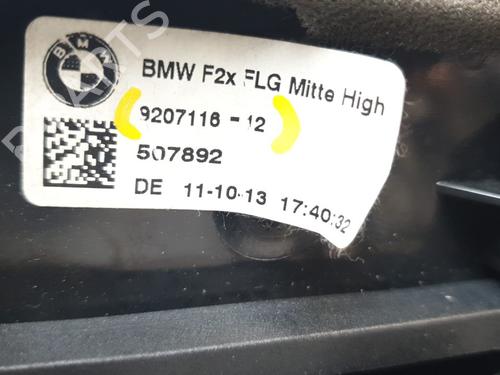 BMW
BMW F2x FLG Mitte High
9207116 - 12
507892
DE 11-10-13 17:40:32